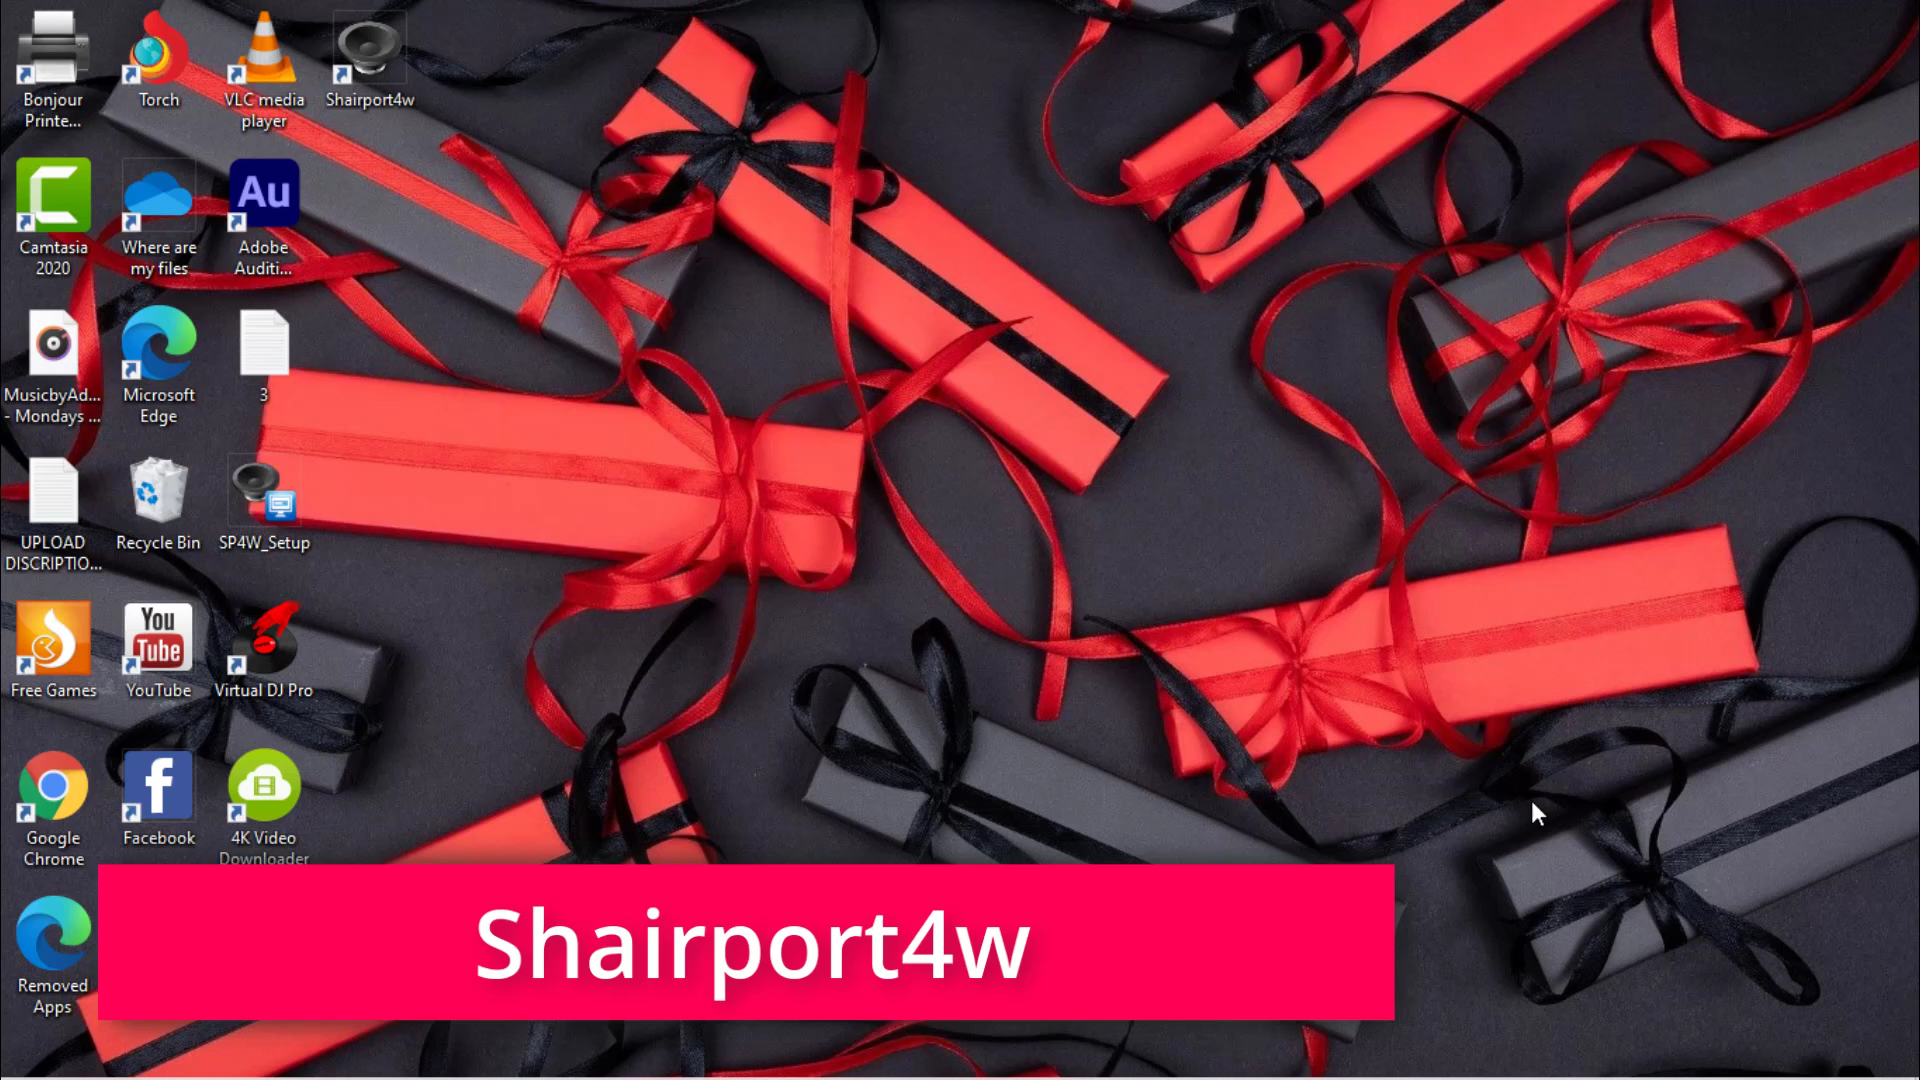 Bonjour
Printe...
Torch
VLC media
player
Shairport4w
Camtasia
2020
Where are
my files
Au
Adobe
Auditi...
MusicbyAd...
- Mondays ...
Microsoft
Edge
3
UPLOAD
DISCRIPTIO...
Recycle Bin
SP4W_Setup
Free Games
You
Tube
YouTube
Virtual DJ Pro
Google
Chrome
Facebook
4K Video
Downloader
Removed
Apps
Shairport4w